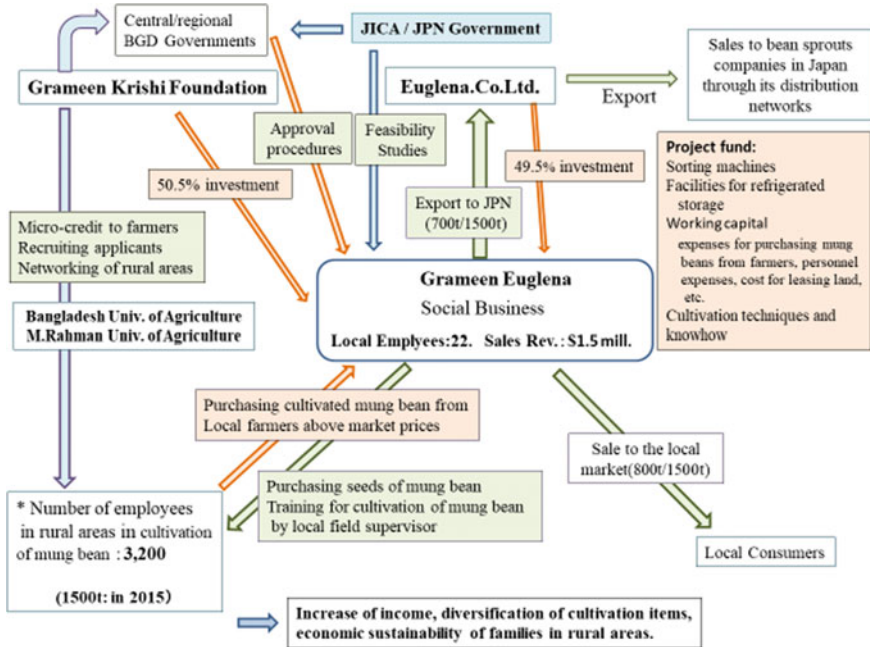 Central/regional
BGD Governments
JICA / JPN Government
Grameen Krishi Foundation
Euglena.Co.Ltd.
Export
Sales to bean sprouts
companies in Japan
through its distribution
networks
Approval
procedures
Feasibility
Studies
50.5% investment
49.5% investment
Export to JPN
(700t/1500t)
Project fund:
Sorting machines
Facilities for refrigerated
storage
Working capital
expenses for purchasing mung
beans from farmers, personnel
expenses, cost for leasing land,
etc.
Cultivation techniques and
knowhow
Micro-credit to farmers
Recruiting applicants
Networking of rural areas
Grameen Euglena
Social Business
Local Emplyees:22. Sales Rev.: $1.5 mill.
Bangladesh Univ. of Agriculture
M.Rahman Univ. of Agriculture
Purchasing cultivated mung bean from
Local farmers above market prices
Sale to the local
market(800t/1500t)
Purchasing seeds of mung bean
Training for cultivation of mung bean
by local field supervisor
* Number of employees
in rural areas in cultivation
of mung bean : 3,200
(1500t: in 2015)
Local Consumers
Increase of income, diversification of cultivation items,
economic sustainability of families in rural areas.